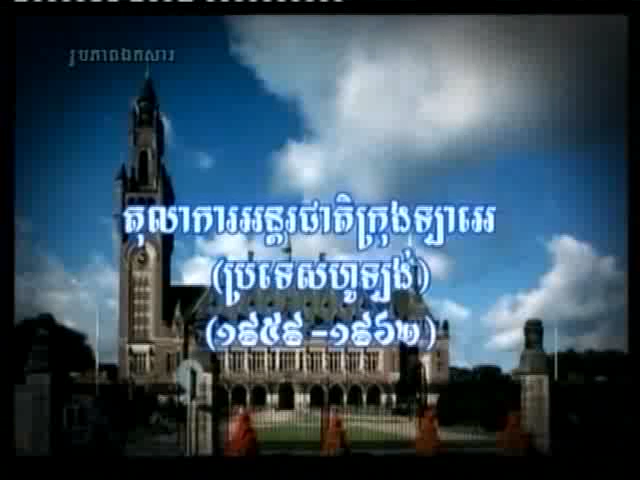 រូបភាពឯកសារ
តុលាការអន្តរជាតិក្រុងឡាអេ
(ប្រទេសហូឡង់)
(១៩៥៩-១៩៦២)